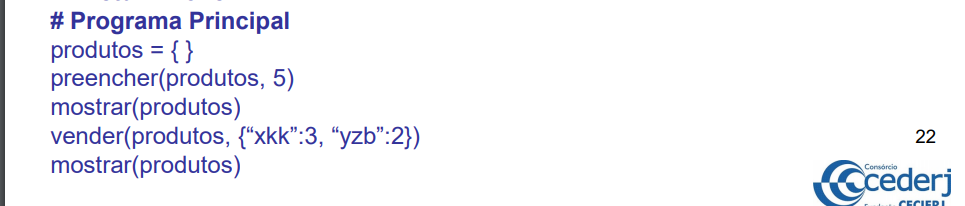 # Programa Principal
produtos = { }
preencher(produtos, 5)
mostrar(produtos)
vender(produtos, {“xkk”:3, “yzb”:2})
mostrar(produtos)
22
Consórcio
cederj
CECIERJ